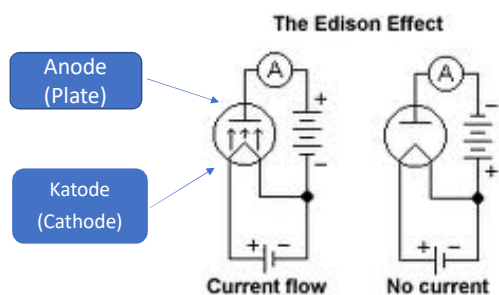 The Edison Effect
Anode
(Plate)
A
+
−
A
−
+
Katode
(Cathode)
+ −
+ −
Current flow
No current